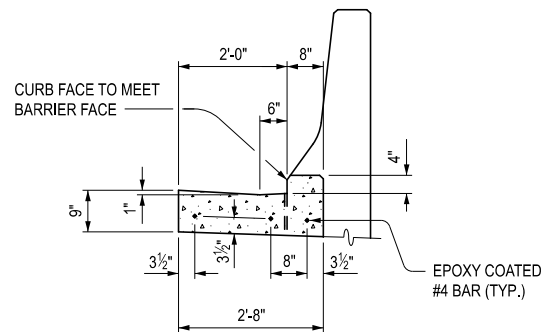 2'-0"
8"
CURB FACE TO MEET
BARRIER FACE
6"
4"
9"
1"
3½"
3½"
8"
3½"
EPOXY COATED
#4 BAR (TYP.)
2'-8"